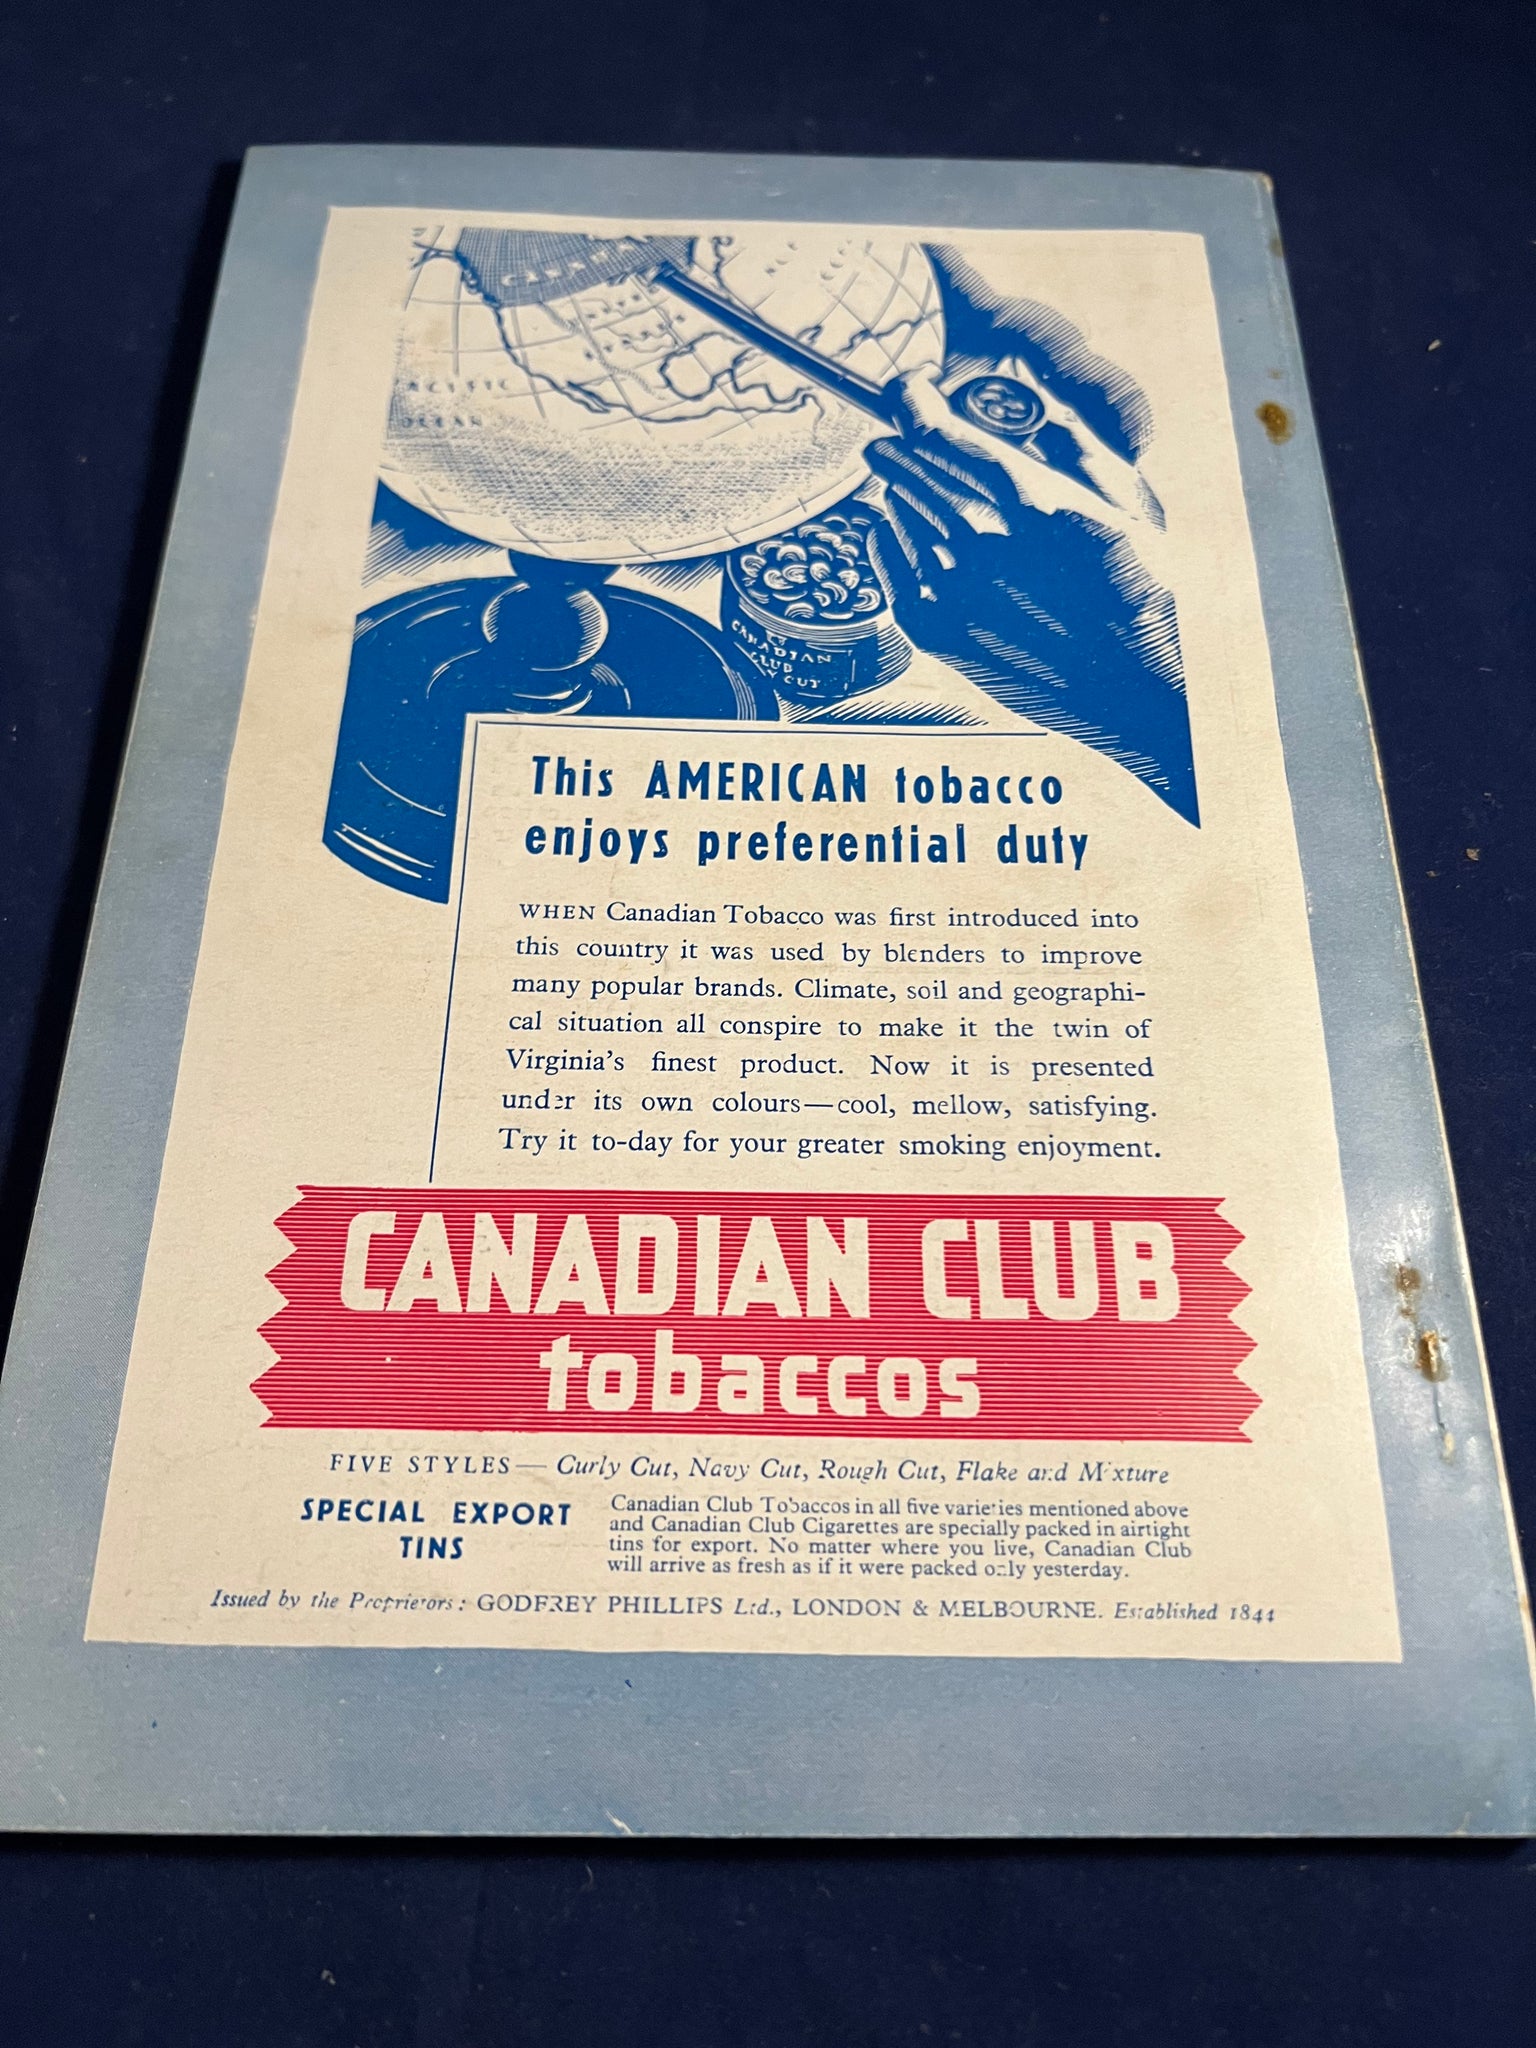 CANADA
UNITED
STATES
PACIFIC
OCEAN
CANADIAN
CLUB
Y CUT
This AMERICAN tobacco
enjoys preferential duty
WHEN Canadian Tobacco was first introduced into
this country it was used by blenders to improve
many popular brands. Climate, soil and geographi-
cal situation all conspire to make it the twin of
Virginia's finest product. Now it is presented
under its own colours—cool, mellow, satisfying.
Try it to-day for your greater smoking enjoyment.
CANADIAN CLUB
tobaccos
FIVE STYLES— Curly Cut, Navy Cut, Rough Cut, Flake and Mixture
SPECIAL EXPORT
TINS
Canadian Club Tobaccos in all five varieties mentioned above
and Canadian Club Cigarettes are specially packed in airtight
tins for export. No matter where you live, Canadian Club
will arrive as fresh as if it were packed only yesterday.
Issued by the Proprietors: GODFREY PHILLIPS Ltd., LONDON & MELBOURNE. Established 1844